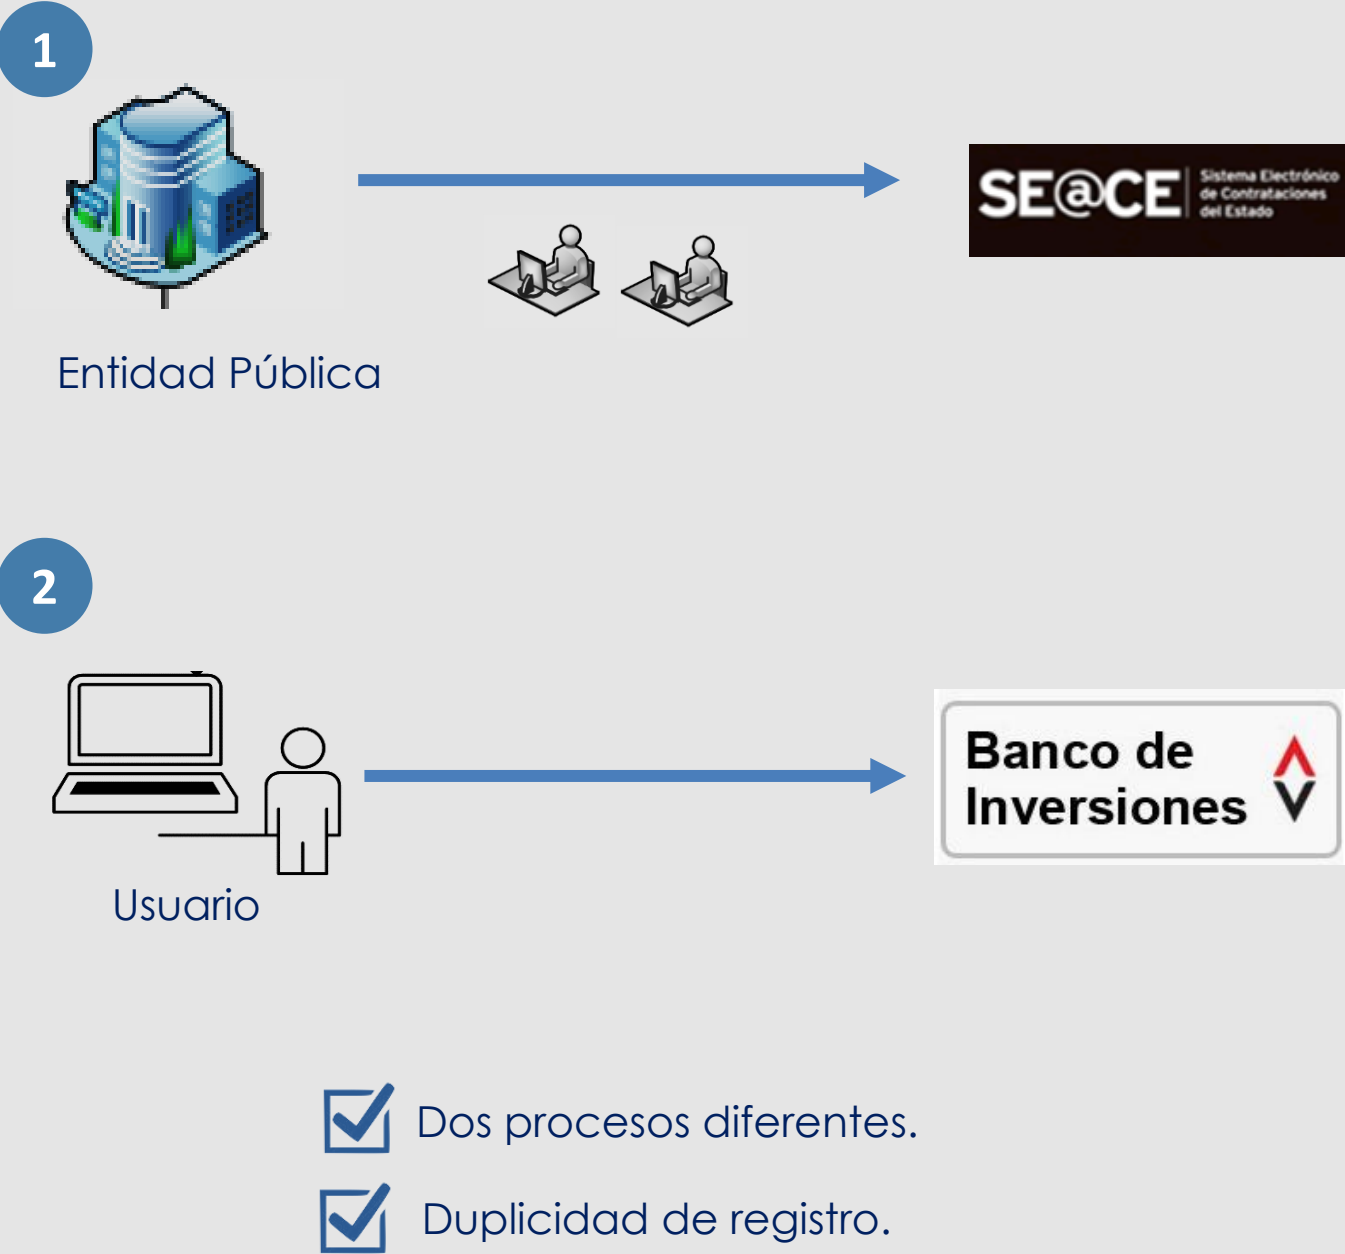 1
SE@CE
Sistema Electrónico
de Contrataciones
del Estado
Entidad Pública
2
Banco de
Inversiones
Usuario
Dos procesos diferentes.
Duplicidad de registro.